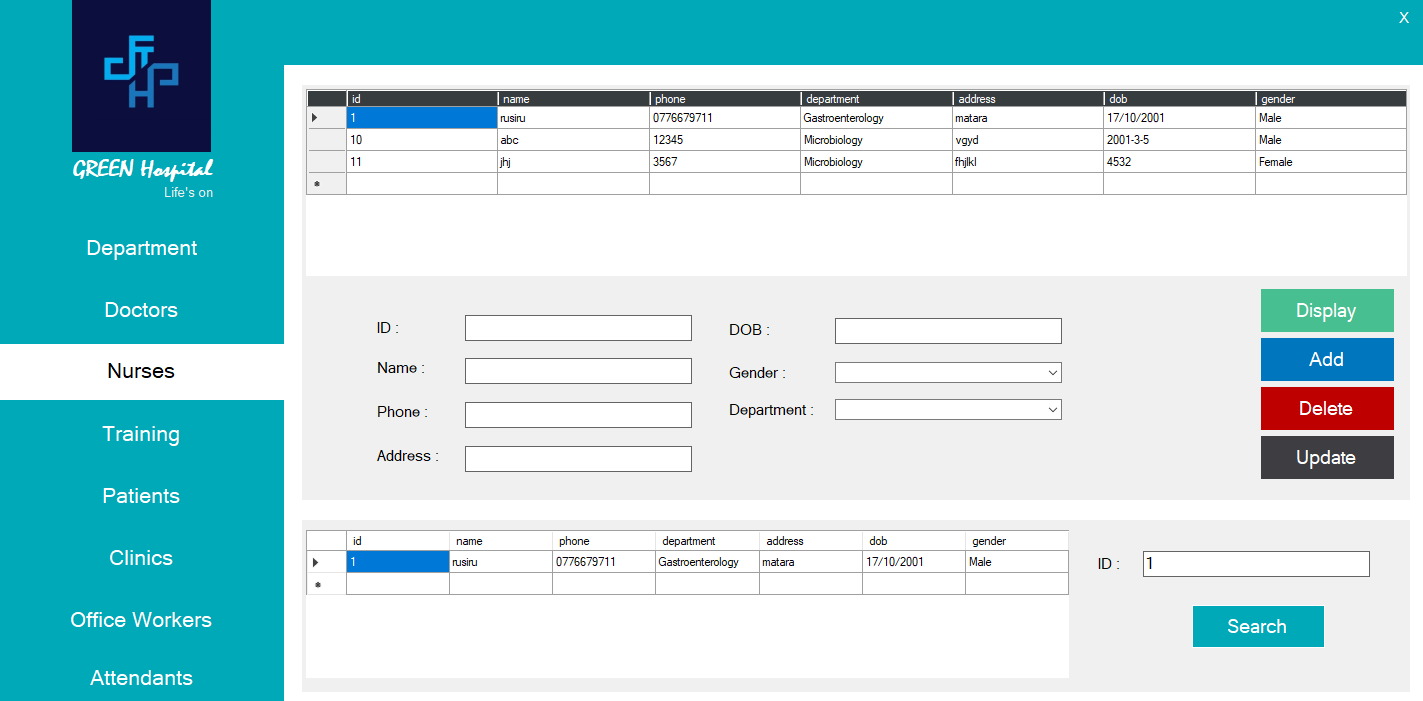 X
FTPH
GREEN Hospital
Life's on
Department
Doctors
Nurses
Training
Patients
Clinics
Office Workers
Attendants
id name phone department address dob gender
1 rusiru 0776679711 Gastroenterology matara 17/10/2001 Male
10 abc 12345 Microbiology vgyd 2001-3-5 Male
11 jhj 3567 Microbiology fhjlkl 4532 Female
ID :
Name :
Phone :
Address :
DOB :
Gender :
Department :
Display
Add
Delete
Update
id name phone department address dob gender
1 rusiru 0776679711 Gastroenterology matara 17/10/2001 Male
ID : 1
Search